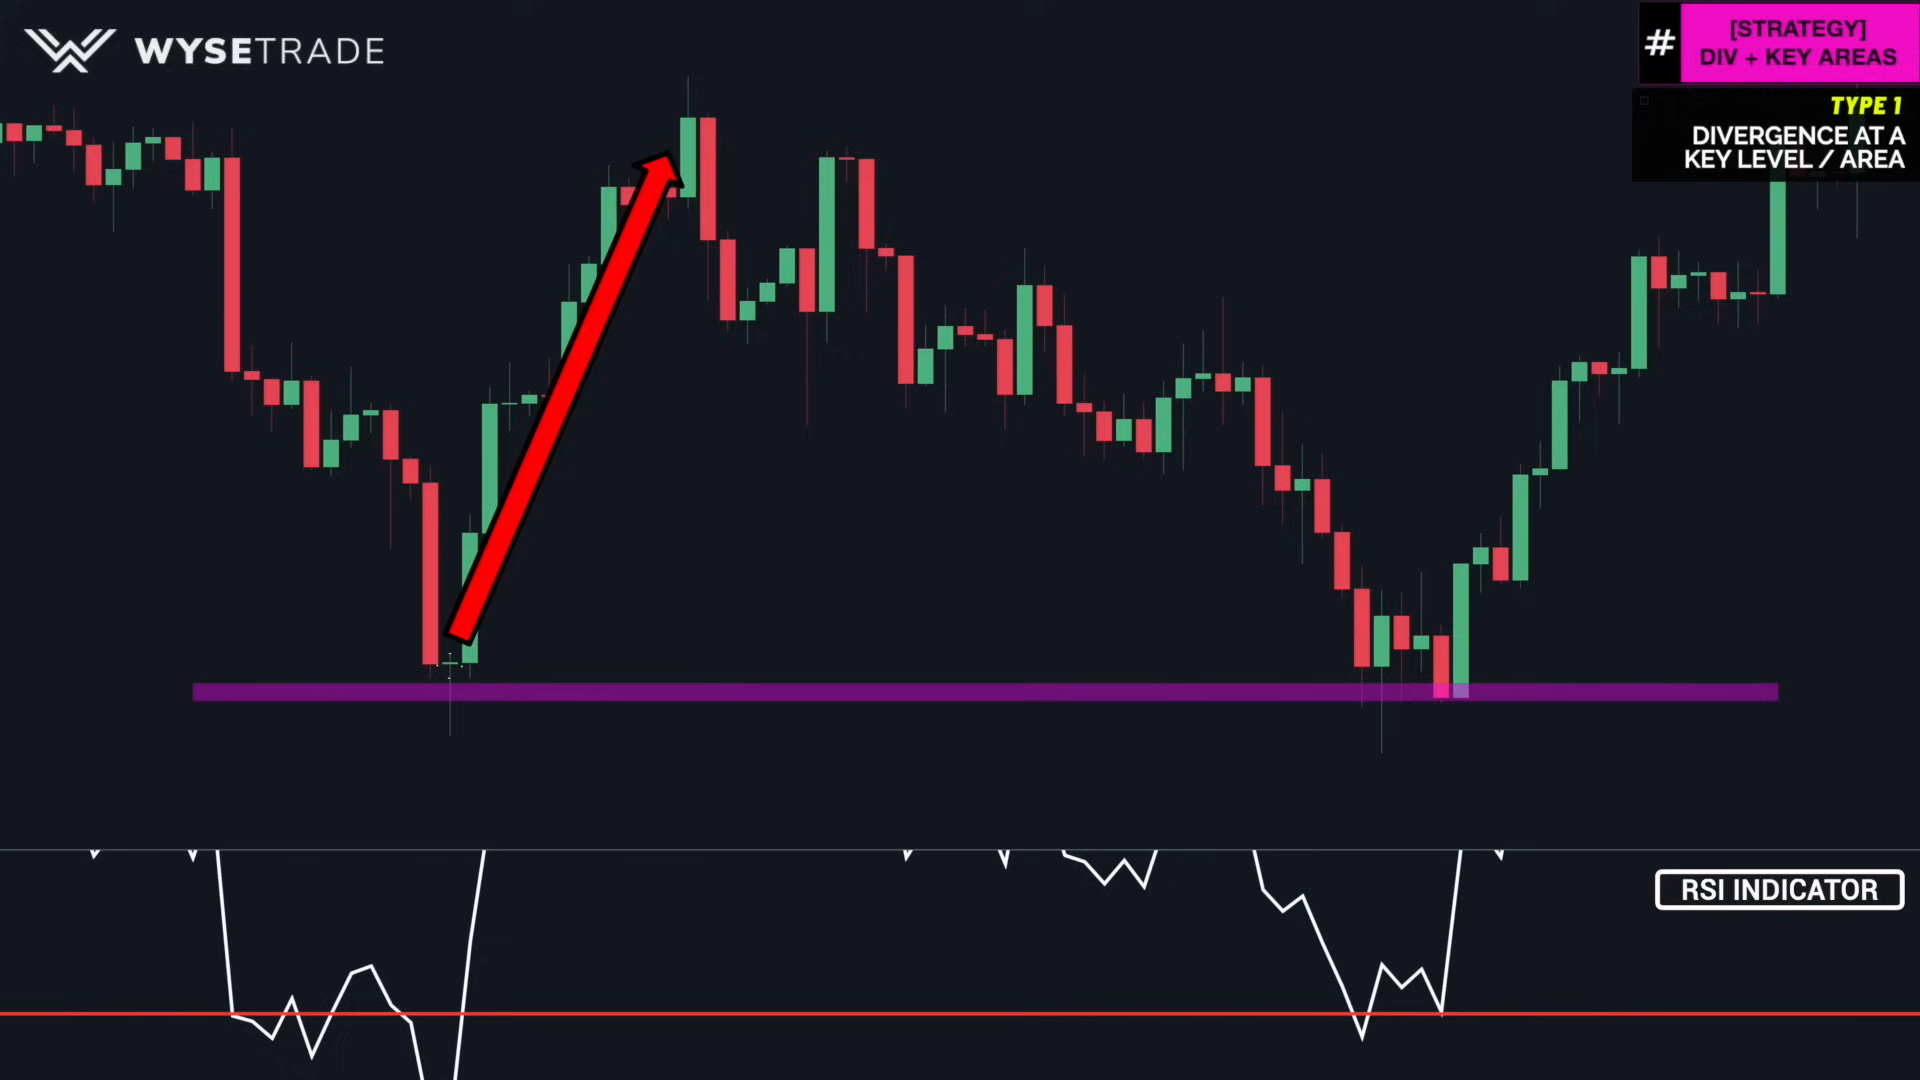 WYSETRADE
#
[STRATEGY]
DIV + KEY AREAS
TYPE 1
DIVERGENCE AT A
KEY LEVEL / AREA
RSI INDICATOR